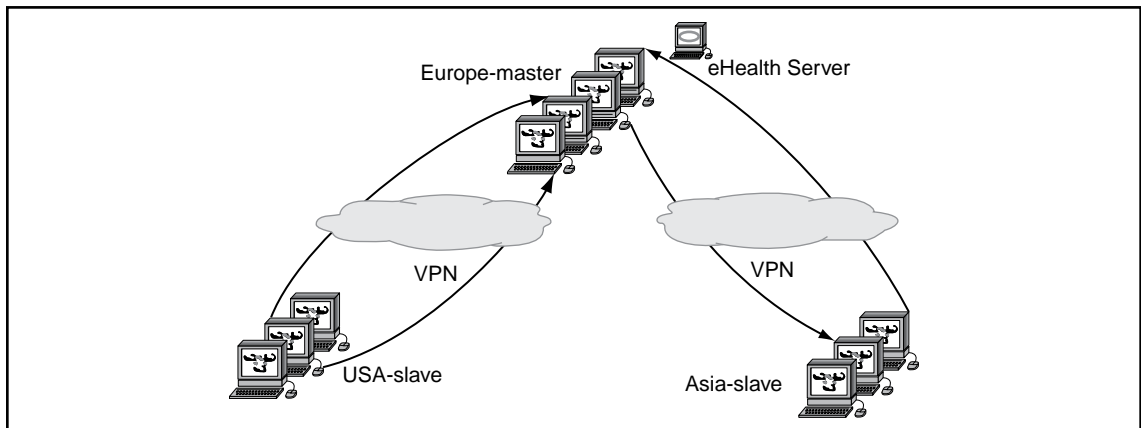 eHealth Server
Europe-master
VPN
VPN
USA-slave
Asia-slave